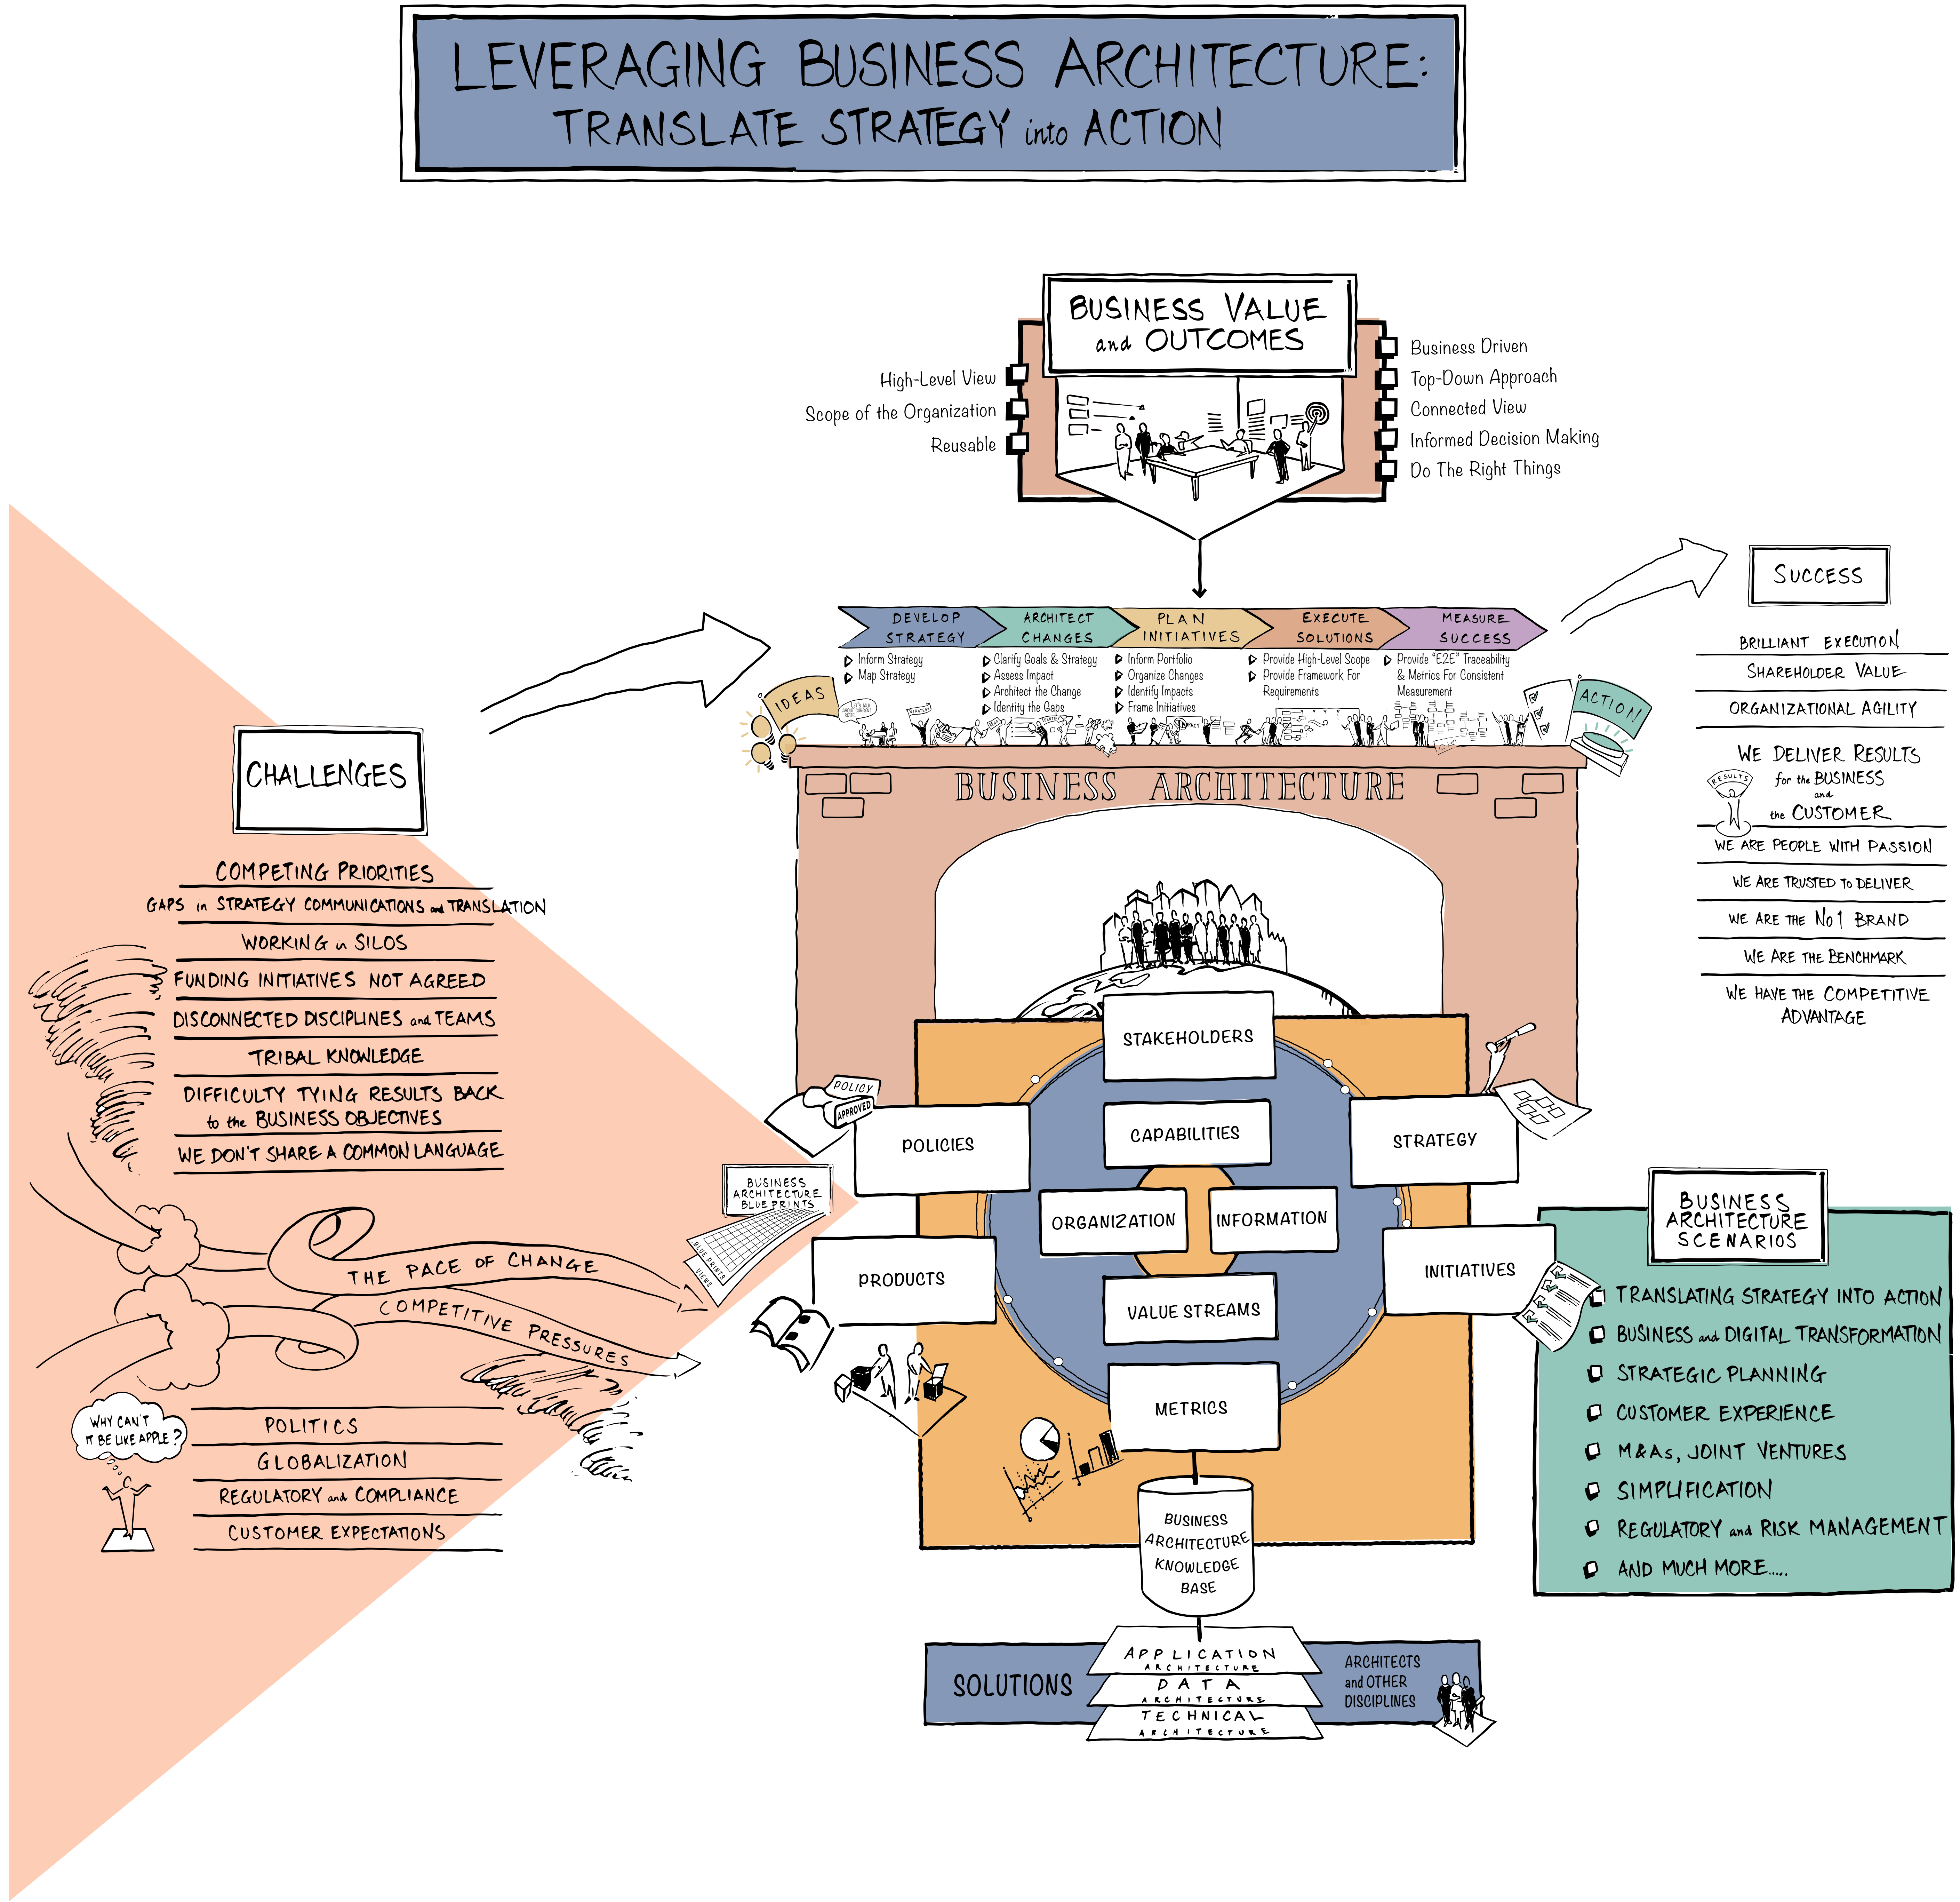 LEVERAGING BUSINESS ARCHITECTURE:
TRANSLATE STRATEGY into ACTION
BUSINESS VALUE
and OUTCOMES
High-Level View
Scope of the Organization
Reusable
Business Driven
Top-Down Approach
Connected View
Informed Decision Making
Do The Right Things
DEVELOP
STRATEGY
Inform Strategy
Map Strategy
ARCHITECT
CHANGES
Clarify Goals & Strategy
Assess Impact
Architect the Change
Identity the Gaps
PLAN
INITIATIVES
Inform Portfolio
Organize Changes
Identify Impacts
Frame Initiatives
EXECUTE
SOLUTIONS
Provide High-Level Scope
Provide Framework For
Requirements
MEASURE
SUCCESS
Provide "E2E" Traceability
& Metrics For Consistent
Measurement
IDEAS
LET'S TALK
ABOUT CURRENT
STATE
STRATEGY
ACTION
BUSINESS ARCHITECTURE
SUCCESS
BRILLIANT EXECUTION
SHAREHOLDER VALUE
ORGANIZATIONAL AGILITY
WE DELIVER RESULTS
for the BUSINESS
and
the CUSTOMER
RESULTS
WE ARE PEOPLE WITH PASSION
WE ARE TRUSTED to DELIVER
WE ARE THE No1 BRAND
WE ARE THE BENCHMARK
WE HAVE THE COMPETITIVE
ADVANTAGE
CHALLENGES
COMPETING PRIORITIES
GAPS in STRATEGY COMMUNICATIONS and TRANSLATION
WORKING in SILOS
FUNDING INITIATIVES NOT AGREED
DISCONNECTED DISCIPLINES and TEAMS
TRIBAL KNOWLEDGE
DIFFICULTY TYING RESULTS BACK
to the BUSINESS OBJECTIVES
WE DON'T SHARE A COMMON LANGUAGE
THE PACE OF CHANGE
COMPETITIVE PRESSURES
WHY CAN'T
IT BE LIKE APPLE?
POLITICS
GLOBALIZATION
REGULATORY and COMPLIANCE
CUSTOMER EXPECTATIONS
BUSINESS
ARCHITECTURE
BLUE PRINTS
BLUE PRINTS
VIEWS
POLICY
APPROVED
STAKEHOLDERS
POLICIES
CAPABILITIES
STRATEGY
ORGANIZATION
INFORMATION
PRODUCTS
INITIATIVES
VALUE STREAMS
METRICS
BUSINESS
ARCHITECTURE
KNOWLEDGE
BASE
SOLUTIONS
APPLICATION
ARCHITECTURE
DATA
ARCHITECTURE
TECHNICAL
ARCHITECTURE
ARCHITECTS
and OTHER
DISCIPLINES
BUSINESS
ARCHITECTURE
SCENARIOS
TRANSLATING STRATEGY INTO ACTION
BUSINESS and DIGITAL TRANSFORMATION
STRATEGIC PLANNING
CUSTOMER EXPERIENCE
M&As, JOINT VENTURES
SIMPLIFICATION
REGULATORY and RISK MANAGEMENT
AND MUCH MORE.....